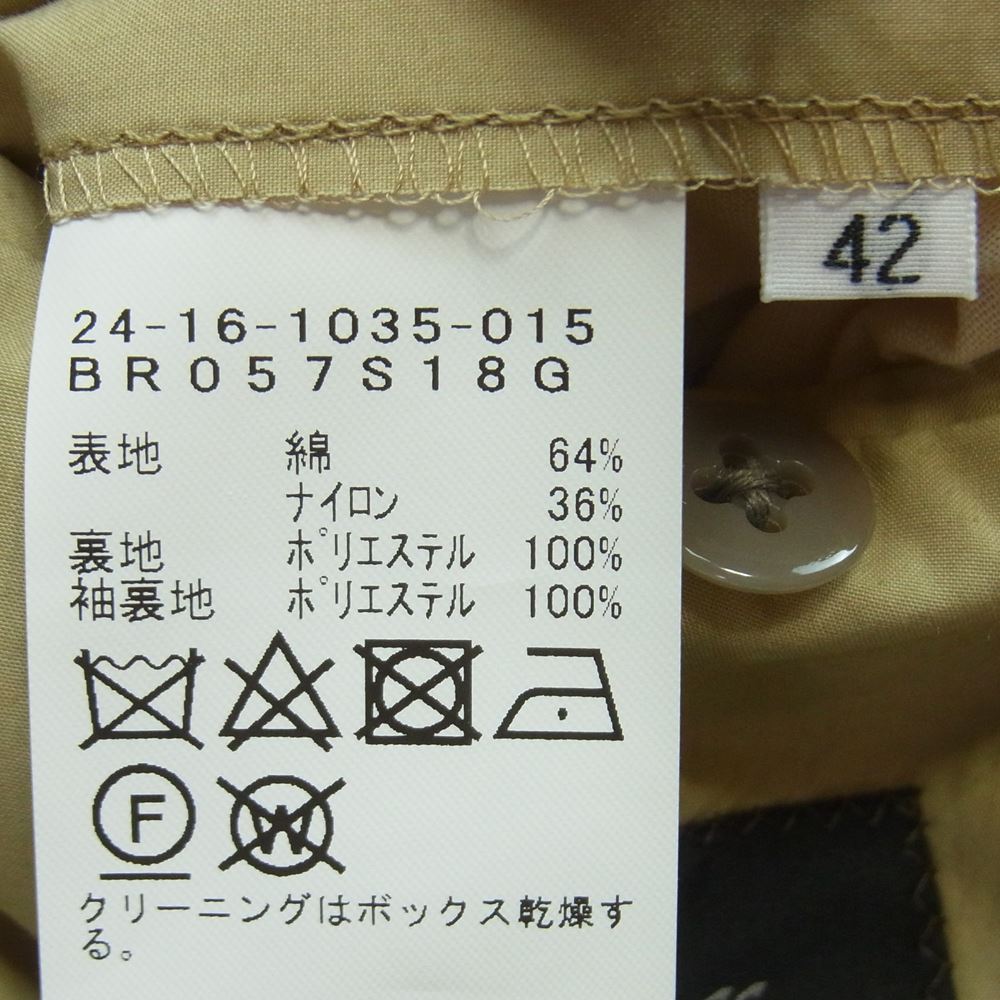 42
24-16-1035-015
BR057S18G
表地 綿 64%
ナイロン 36%
裏地 ポリエステル 100%
袖裏地 ポリエステル 100%
F W
クリーニングはボックス乾燥す
る。